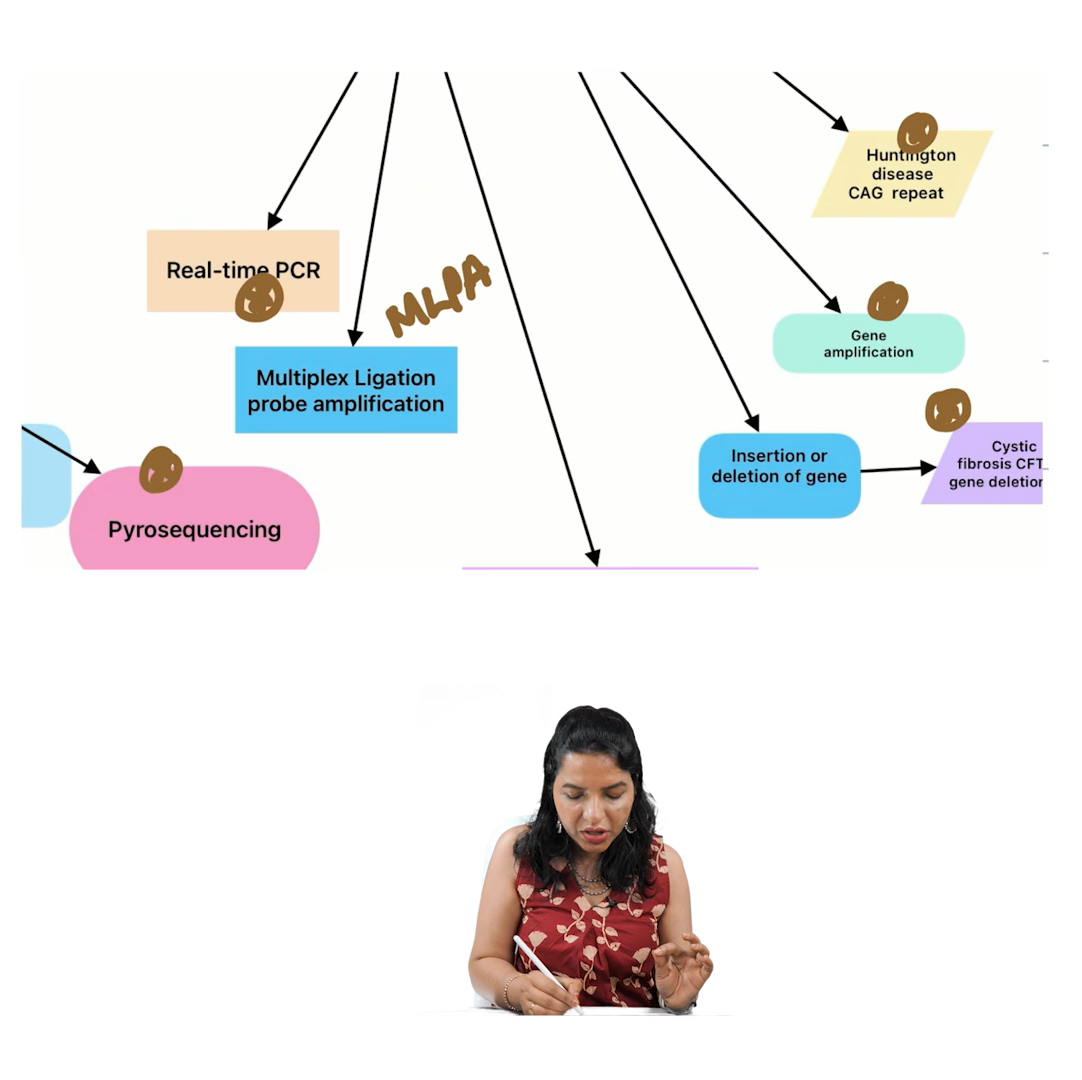 Huntington
disease
CAG repeat
Real-time PCR
MLPA
Gene
amplification
Multiplex Ligation
probe amplification
Insertion or
deletion of gene
Cystic
fibrosis CFT
gene deletion
Pyrosequencing